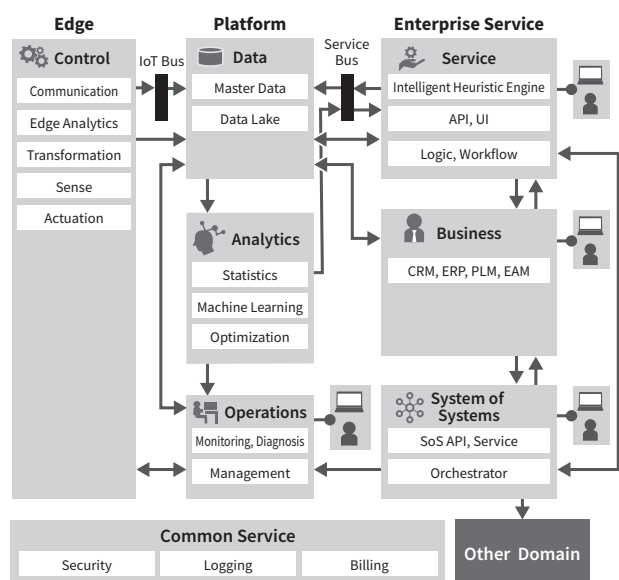 Edge
Platform
Enterprise Service
Control
Communication
Edge Analytics
Transformation
Sense
Actuation
IoT Bus
Data
Master Data
Data Lake
Analytics
Statistics
Machine Learning
Optimization
Operations
Monitoring, Diagnosis
Management
Service
Bus
Service
Intelligent Heuristic Engine
API, UI
Logic, Workflow
Business
CRM, ERP, PLM, EAM
System of
Systems
SoS API, Service
Orchestrator
Common Service
Security
Logging
Billing
Other Domain